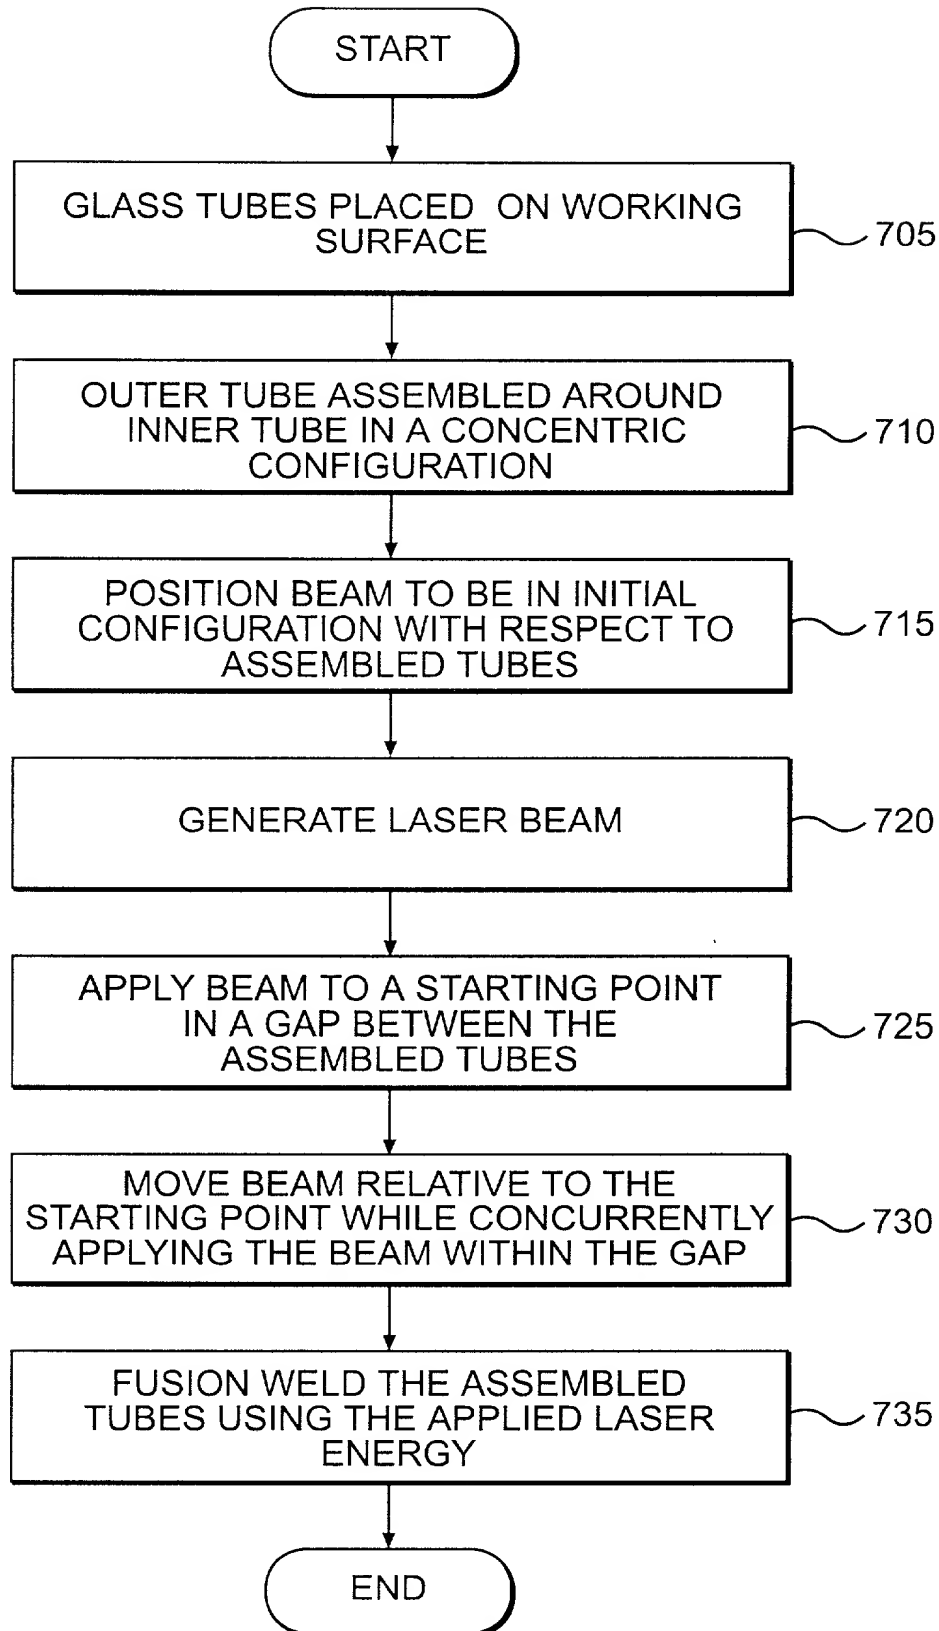 START
GLASS TUBES PLACED ON WORKING
SURFACE
705
OUTER TUBE ASSEMBLED AROUND
INNER TUBE IN A CONCENTRIC
CONFIGURATION
710
POSITION BEAM TO BE IN INITIAL
CONFIGURATION WITH RESPECT TO
ASSEMBLED TUBES
715
GENERATE LASER BEAM
720
APPLY BEAM TO A STARTING POINT
IN A GAP BETWEEN THE
ASSEMBLED TUBES
725
MOVE BEAM RELATIVE TO THE
STARTING POINT WHILE CONCURRENTLY
APPLYING THE BEAM WITHIN THE GAP
730
FUSION WELD THE ASSEMBLED
TUBES USING THE APPLIED LASER
ENERGY
735
END